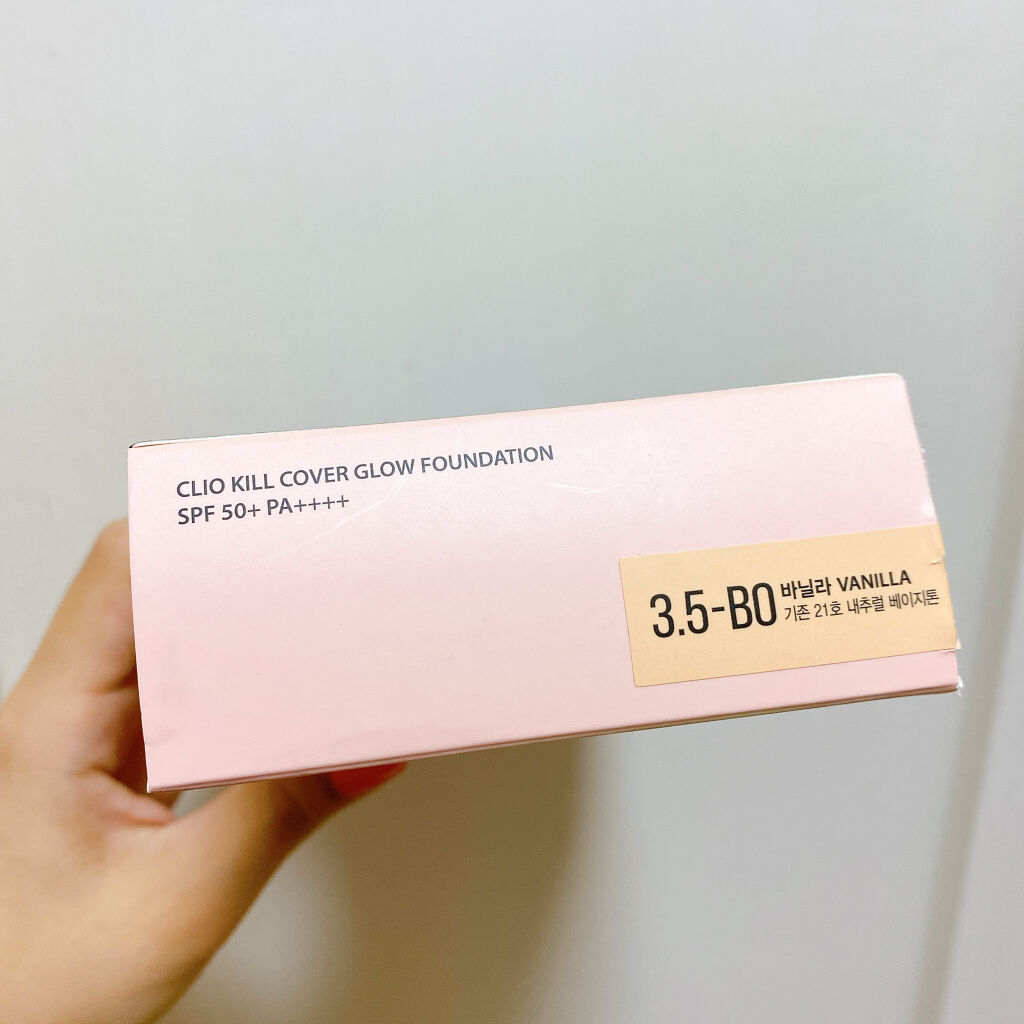 CLIO KILL COVER GLOW FOUNDATION
SPF 50+ PA++++
3.5-BO 바닐라 VANILLA
기존 21호 내추럴 베이지톤